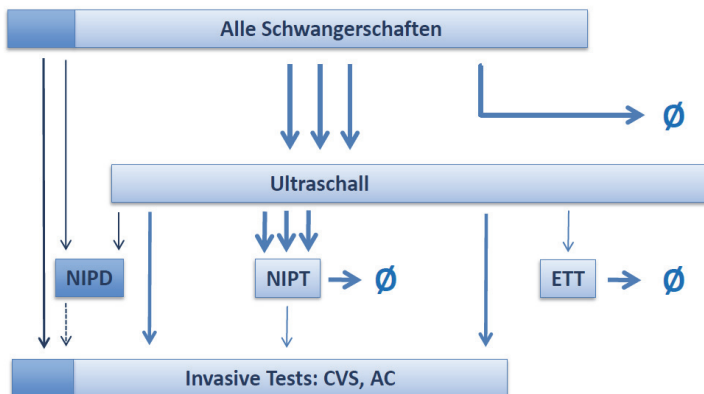 Alle Schwangerschaften
Ø
Ultraschall
NIPD
NIPT
Ø
ETT
Ø
Invasive Tests: CVS, AC